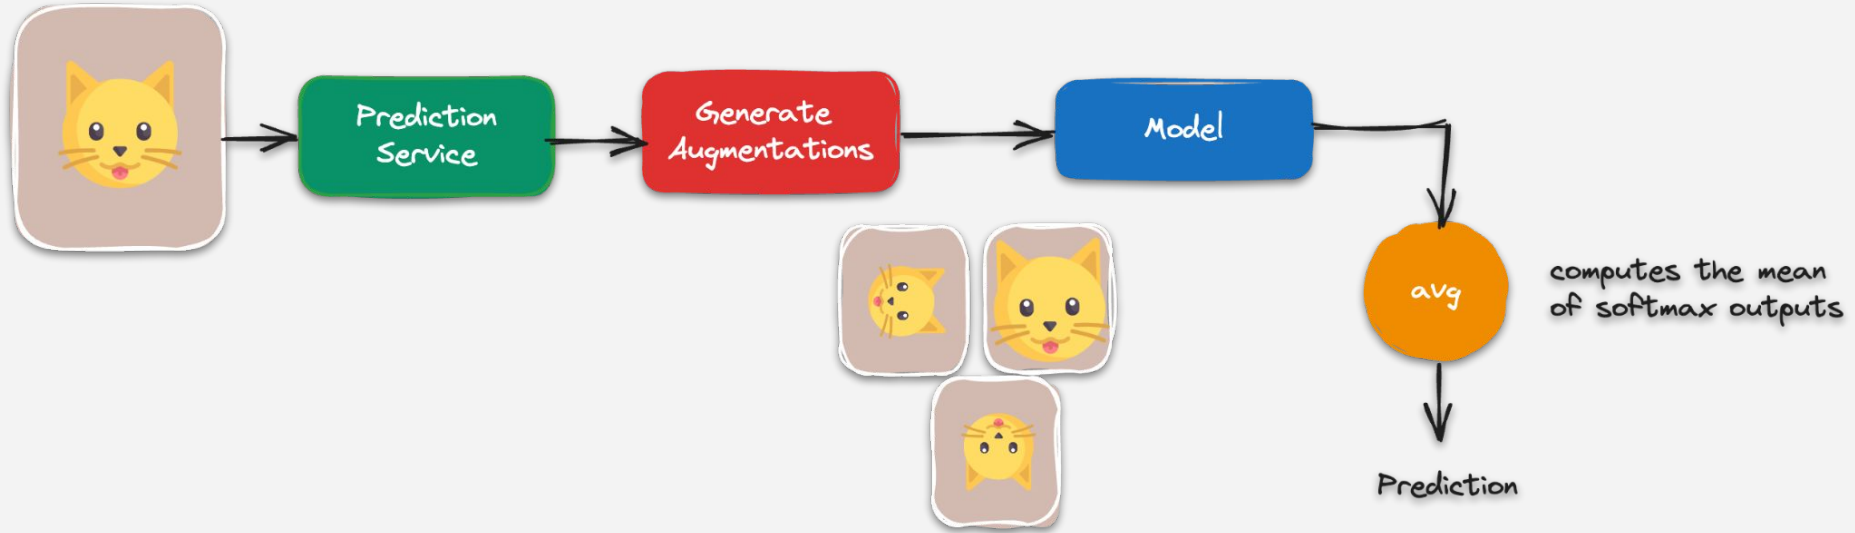 Prediction
Service
Generate
Augmentations
Model
avg
computes the mean
of softmax outputs
Prediction